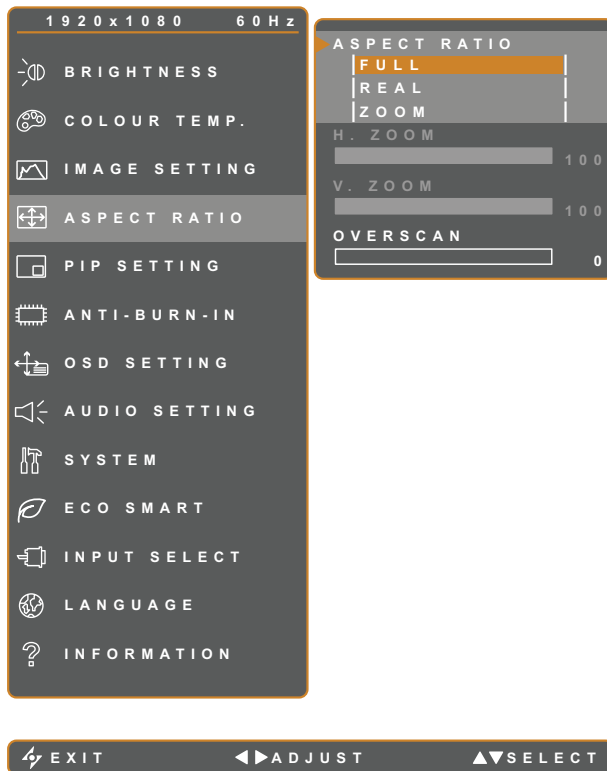 1920x1080 60Hz
BRIGHTNESS
COLOUR TEMP.
IMAGE SETTING
ASPECT RATIO
PIP SETTING
ANTI-BURN-IN
OSD SETTING
AUDIO SETTING
SYSTEM
ECO SMART
INPUT SELECT
LANGUAGE
INFORMATION
ASPECT RATIO
FULL
REAL
ZOOM
H. ZOOM
100
V. ZOOM
100
OVERSCAN
0
EXIT ADJUST SELECT